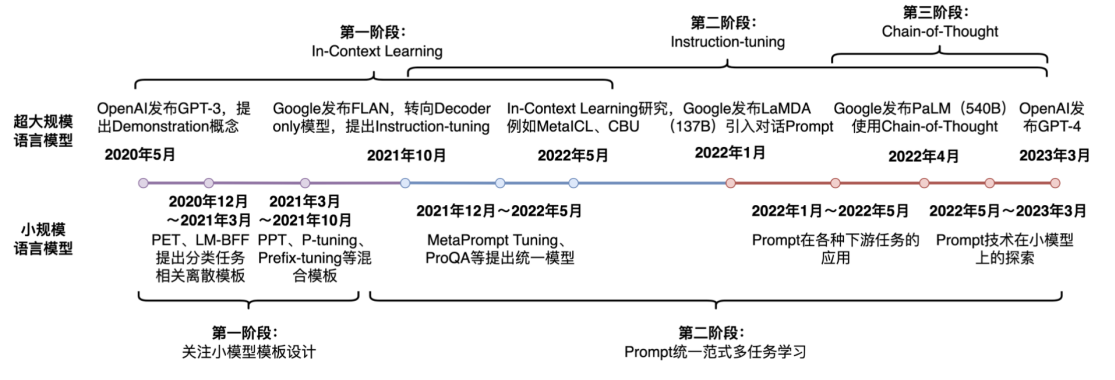 第一阶段：
In-Context Learning
第二阶段：
Instruction-tuning
第三阶段：
Chain-of-Thought
超大规模
语言模型
OpenAI发布GPT-3，提
出Demonstration概念
2020年5月
Google发布FLAN，转向Decoder
only模型，提出Instruction-tuning
2021年10月
In-Context Learning研究，
例如MetaICL、CBU
2022年5月
Google发布LaMDA
（137B）引入对话Prompt
2022年1月
Google发布PaLM（540B）
使用Chain-of-Thought
2022年4月
OpenAI发
布GPT-4
2023年3月
小规模
语言模型
2020年12月
～2021年3月
PET、LM-BFF
提出分类任务
相关离散模板
2021年3月
～2021年10月
PPT、P-tuning、
Prefix-tuning等混
合模板
2021年12月～2022年5月
MetaPrompt Tuning、
ProQA等提出统一模型
2022年1月～2022年5月
Prompt在各种下游任务的
应用
2022年5月～2023年3月
Prompt技术在小模型
上的探索
第一阶段：
关注小模型模板设计
第二阶段：
Prompt统一范式多任务学习